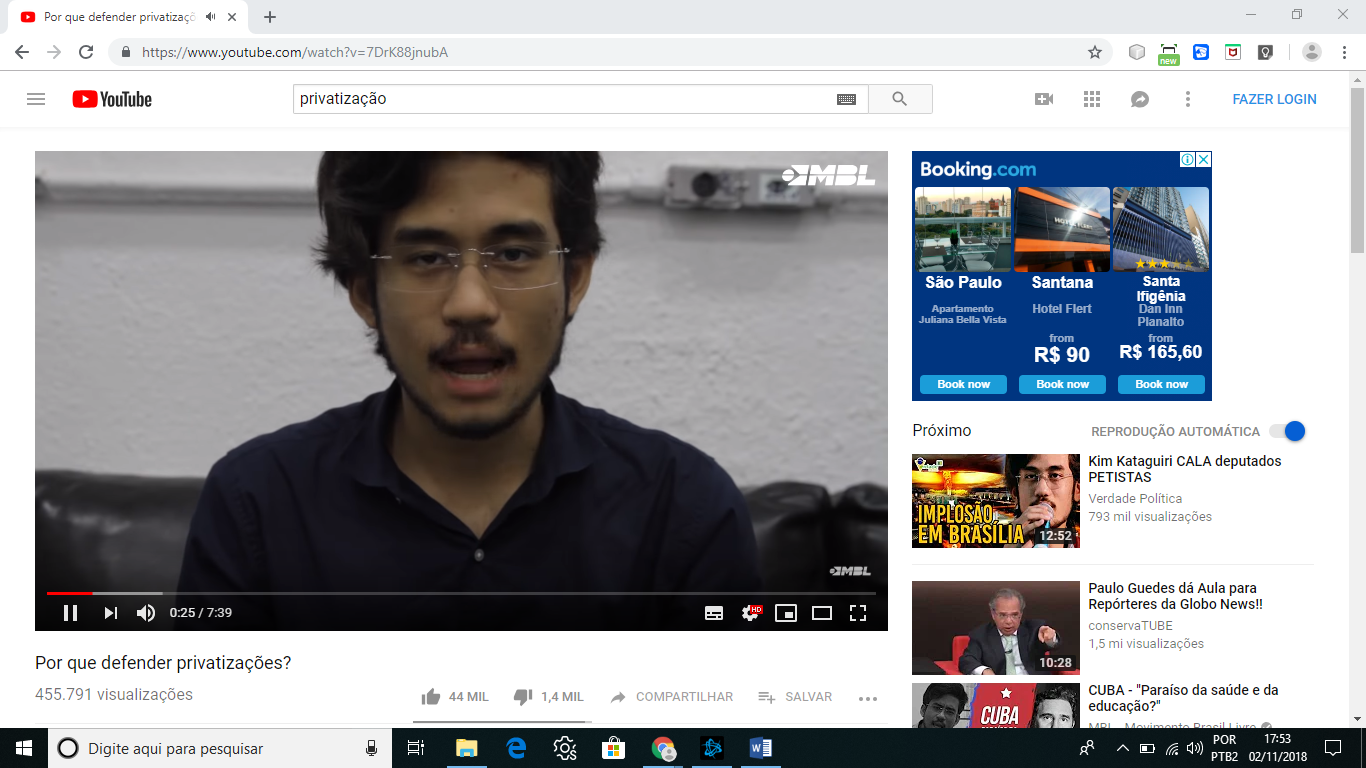 Por que defender privatizaçõ
https://www.youtube.com/watch?v=7DrK88jnubA
new
YouTube
privatização
FAZER LOGIN
MBL
MBL
0:25 / 7:39
HD
Por que defender privatizações?
455.791 visualizações
44 MIL
1,4 MIL
COMPARTILHAR
SALVAR
Booking.com
São Paulo
Apartamento
Juliana Bella Vista
Book now
Santana
Hotel Flert
from
R$ 90
Book now
Santa
Ifigênia
Dan Inn
Planalto
from
R$ 165,60
Book now
Próximo
REPRODUÇÃO AUTOMÁTICA
IMPLOSÃO
EM BRASÍLIA
12:52
Kim Kataguiri CALA deputados
PETISTAS
Verdade Política
793 mil visualizações
10:28
Paulo Guedes dá Aula para
Repórteres da Globo News!!
conservaTUBE
1,5 mi visualizações
CUBA
CUBA - "Paraíso da saúde e da
educação?"
MBL - Movimento Brasil Livre
Digite aqui para pesquisar
POR
PTB2
17:53
02/11/2018